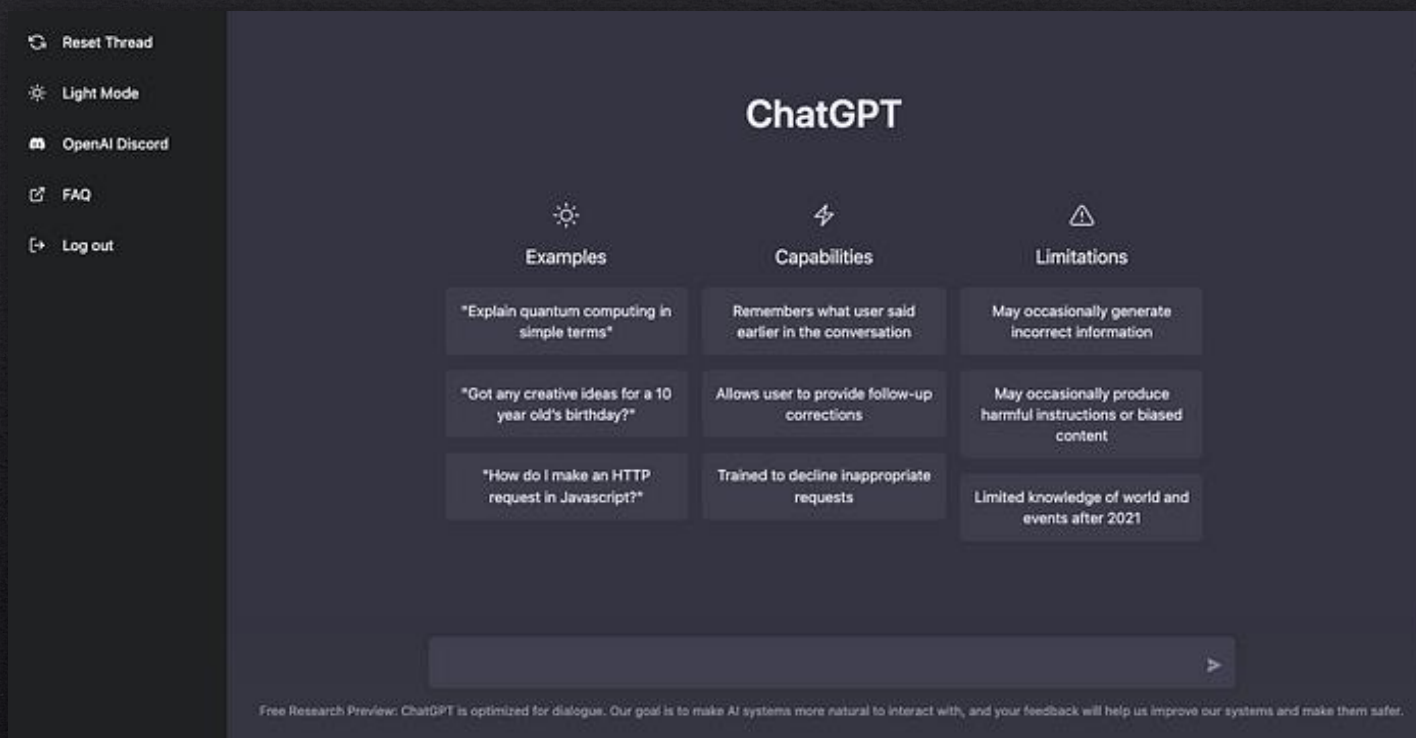 Reset Thread
Light Mode
OpenAI Discord
FAQ
Log out
ChatGPT
Examples
"Explain quantum computing in
simple terms"
"Got any creative ideas for a 10
year old's birthday?"
"How do I make an HTTP
request in Javascript?"
Capabilities
Remembers what user said
earlier in the conversation
Allows user to provide follow-up
corrections
Trained to decline inappropriate
requests
Limitations
May occasionally generate
incorrect information
May occasionally produce
harmful instructions or biased
content
Limited knowledge of world and
events after 2021
Free Research Preview: ChatGPT is optimized for dialogue. Our goal is to make AI systems more natural to interact with, and your feedback will help us improve our systems and make them safer.